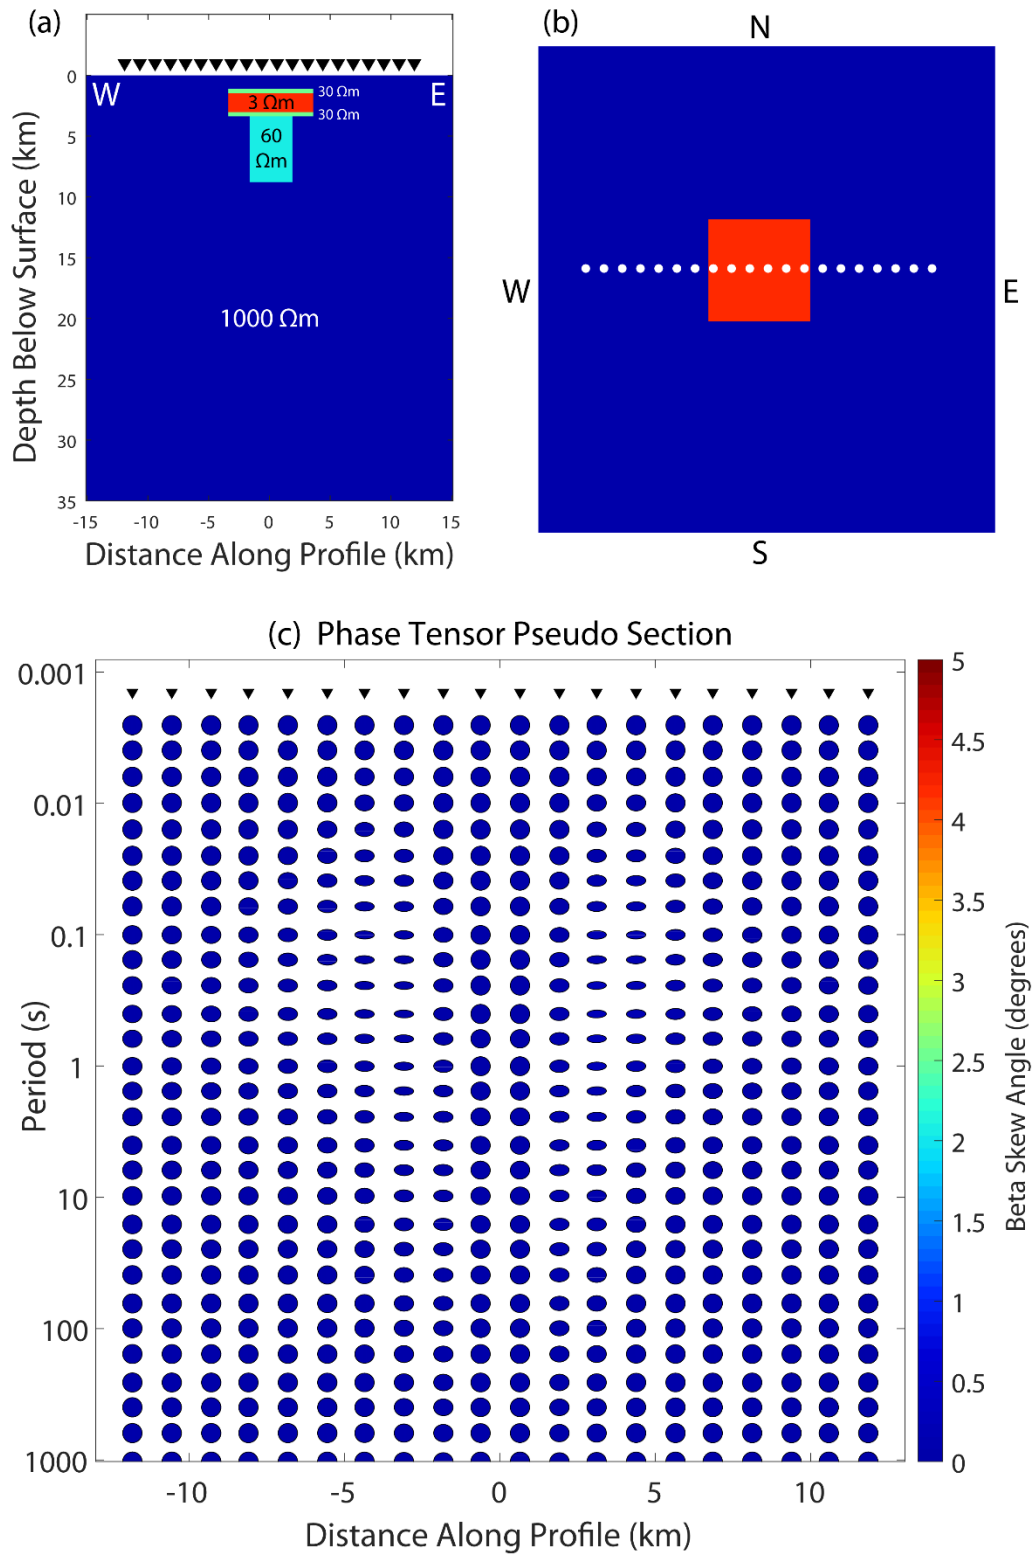 (a)
W
E
30 Ωm
3 Ωm
30 Ωm
60
Ωm
1000 Ωm
0
5
10
15
20
25
30
35
Depth Below Surface (km)
-15
-10
-5
0
5
10
15
Distance Along Profile (km)
(b)
N
W
E
S
(c) Phase Tensor Pseudo Section
0.001
0.01
0.1
1
10
100
1000
Period (s)
-10
-5
0
5
10
Distance Along Profile (km)
5
4.5
4
3.5
3
2.5
2
1.5
1
0.5
0
Beta Skew Angle (degrees)